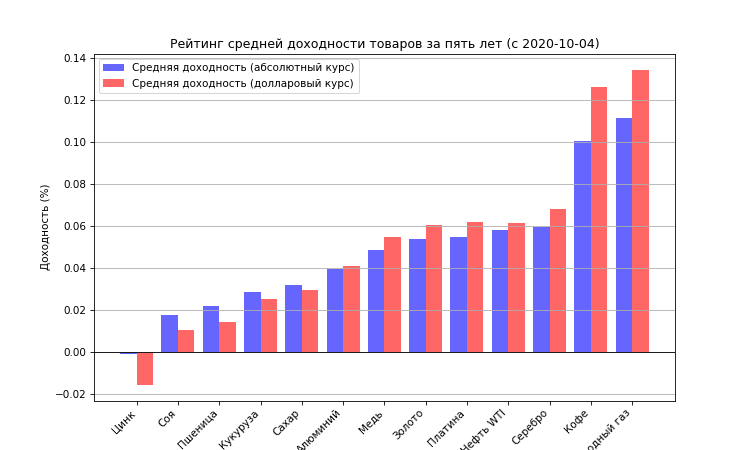 Рейтинг средней доходности товаров за пять лет (с 2020-10-04)
Средняя доходность (абсолютный курс)
Средняя доходность (долларовый курс)
Доходность (%)
0.14
0.12
0.10
0.08
0.06
0.04
0.02
0.00
−0.02
Цинк
Соя
Пшеница
Кукуруза
Сахар
Алюминий
Медь
Золото
Платина
Нефть WTI
Серебро
Кофе
одный газ